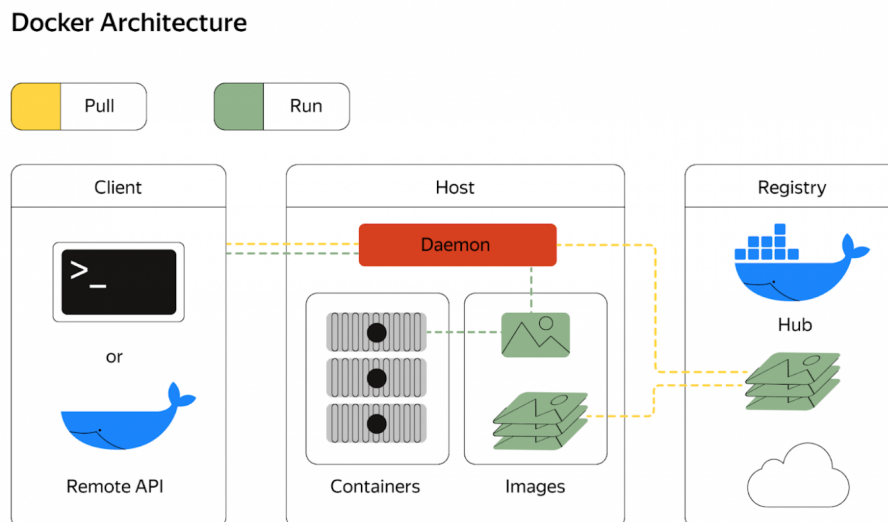 Docker Architecture
Pull
Run
Client
Host
Registry
Daemon
>_
Hub
or
Remote API
Containers
Images